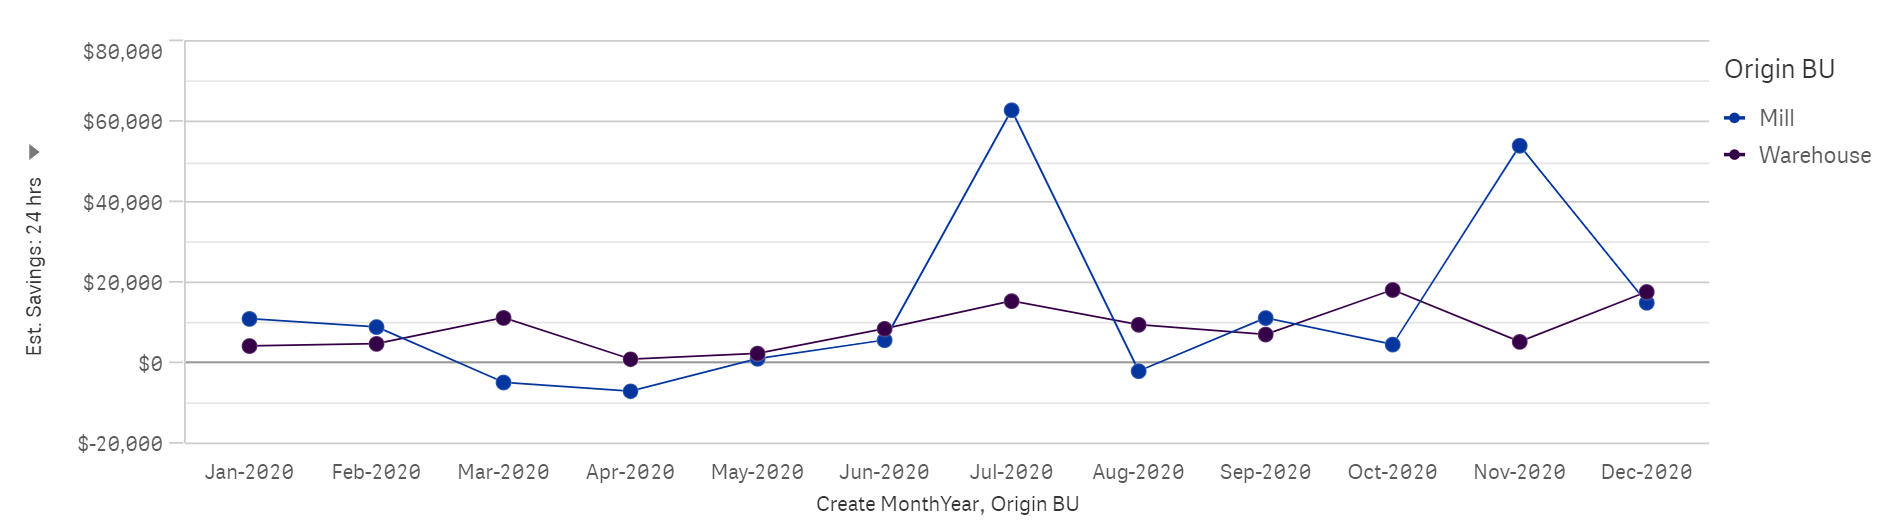 $80,000
$60,000
$40,000
$20,000
$0
$-20,000
Est. Savings: 24 hrs
Jan-2020 Feb-2020 Mar-2020 Apr-2020 May-2020 Jun-2020 Jul-2020 Aug-2020 Sep-2020 Oct-2020 Nov-2020 Dec-2020
Create MonthYear, Origin BU
Origin BU
Mill
Warehouse